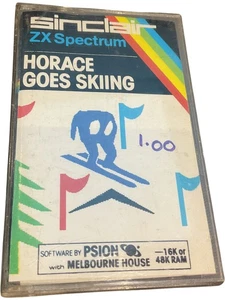 sinclair
ZX Spectrum
HORACE
GOES SKIING
1.00
SOFTWARE BY PSION
with MELBOURNE HOUSE
—16K or
48K RAM